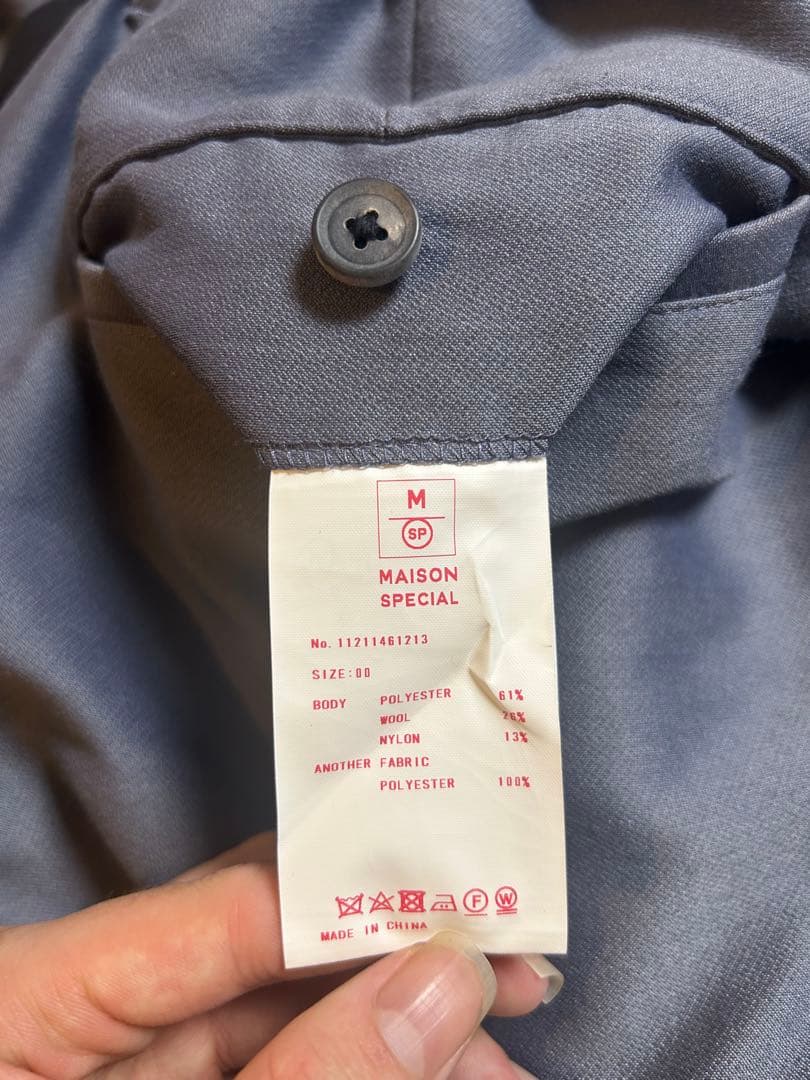 M
SP
MAISON
SPECIAL
No. 11211461213
SIZE:00
BODY POLYESTER 61%
WOOL 26%
NYLON 13%
ANOTHER FABRIC
POLYESTER 100%
F W
MADE IN CHINA